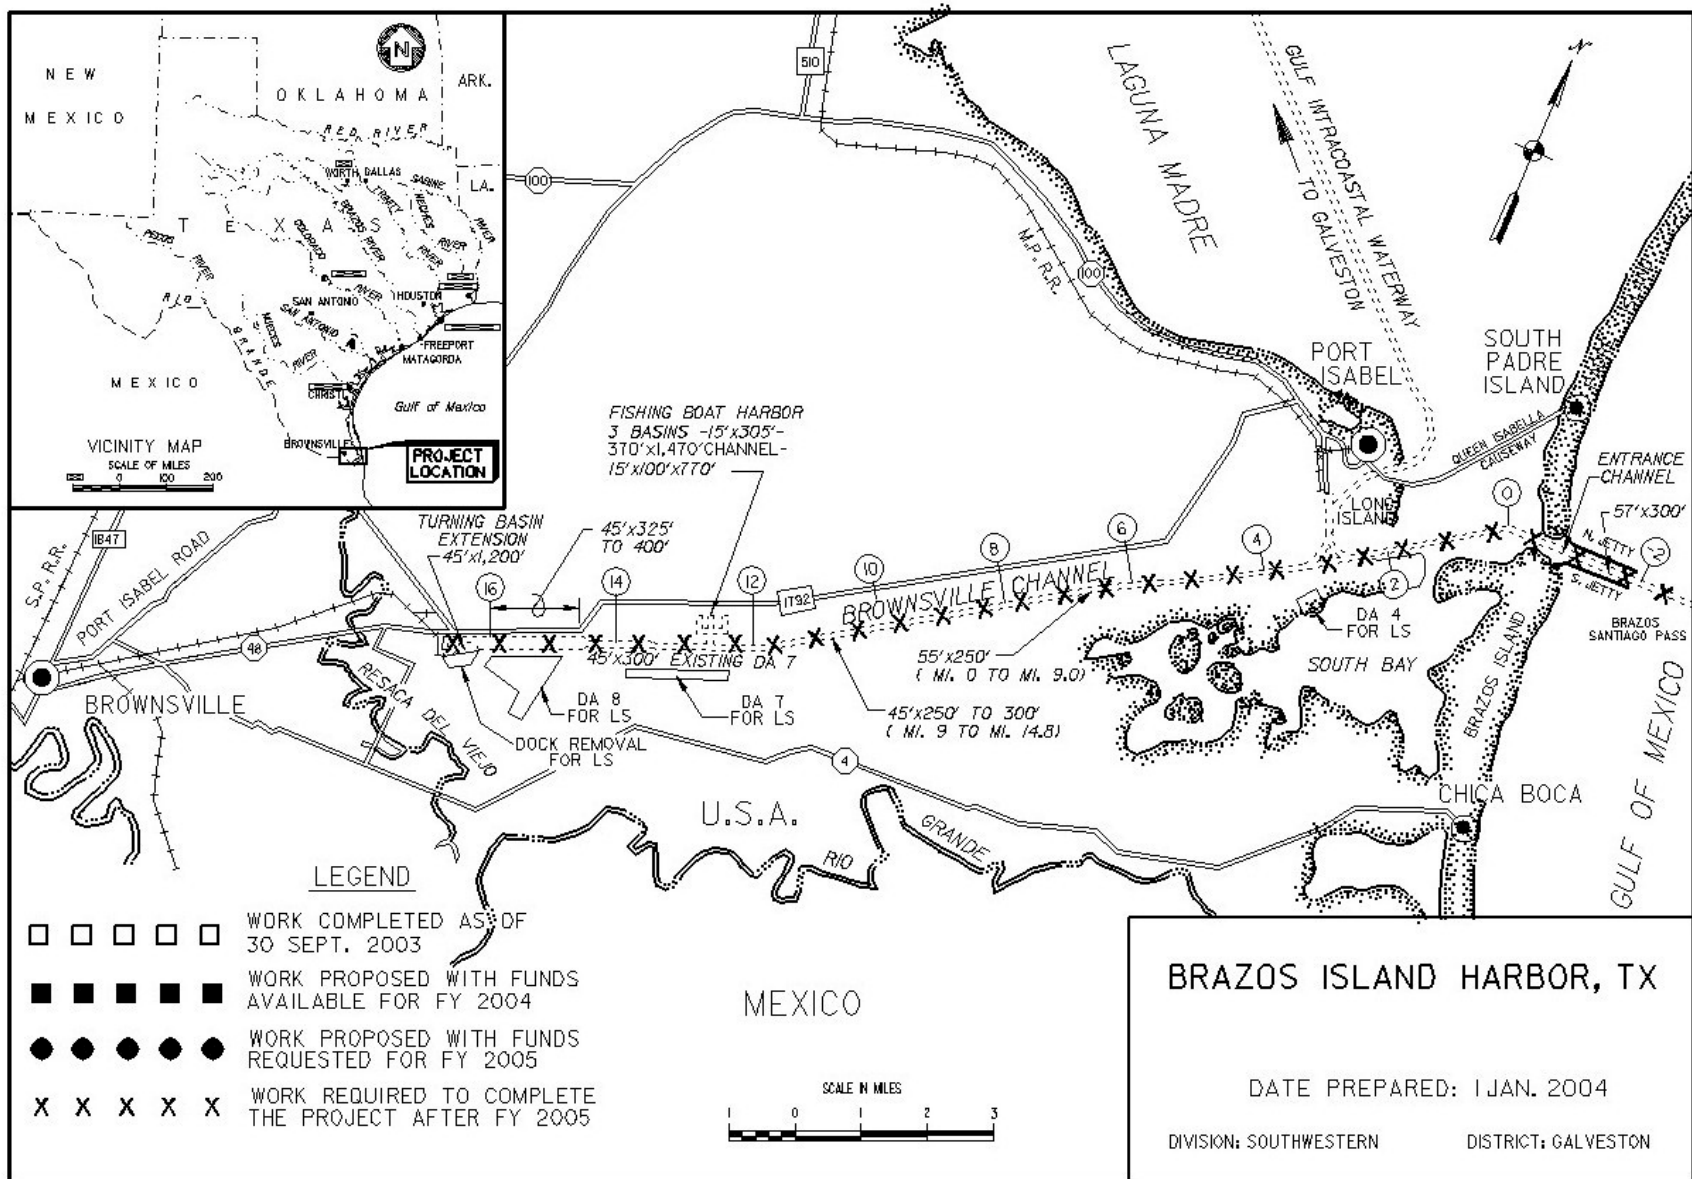 NEW
MEXICO
N
OKLAHOMA
ARK.
RED RIVER
WORTH
DALLAS
SABINE
RIVER
LA.
TEXAS
TRINITY
RIVER
NECHES
RIVER
BRAZOS RIVER
COLORADO
RIVER
PECOS
RIVER
RIO
GRANDE
SAN ANTONIO
HOUSTON
SAN ANTONIO
RIVER
NUECES
RIVER
FREEPORT
MATAGORDA
CHRISTI
MEXICO
Gulf of Mexico
BROWNSVILLE
VICINITY MAP
SCALE OF MILES
0 100 200
PROJECT
LOCATION
510
100
100
M.P.R.R.
LAGUNA MADRE
GULF INTRACOASTAL WATERWAY
TO GALVESTON
N
PORT
ISABEL
SOUTH
PADRE
ISLAND
QUEEN ISABELLA
CAUSEWAY
LONG
ISLAND
ENTRANCE
CHANNEL
57'x300'
N. JETTY
S. JETTY
BRAZOS
SANTIAGO PASS
GULF OF MEXICO
FISHING BOAT HARBOR
3 BASINS -15'x305'-
370'x1,470'CHANNEL-
15'x100'x770'
TURNING BASIN
EXTENSION
45'x1,200'
45'x325'
TO 400'
1847
S.P.R.R.
PORT ISABEL ROAD
48
BROWNSVILLE
RESACA DEL VIEJO
16
14
12
10
8
6
4
2
0
-2
1792
BROWNSVILLE CHANNEL
45'x300'
EXISTING DA 7
DA 8
FOR LS
DA 7
FOR LS
DOCK REMOVAL
FOR LS
55'x250'
( MI. 0 TO MI. 9.0)
45'x250' TO 300'
( MI. 9 TO MI. 14.8)
DA 4
FOR LS
SOUTH BAY
BRAZOS ISLAND
CHICA BOCA
4
U.S.A.
RIO
GRANDE
MEXICO
LEGEND
WORK COMPLETED AS OF
30 SEPT. 2003
WORK PROPOSED WITH FUNDS
AVAILABLE FOR FY 2004
WORK PROPOSED WITH FUNDS
REQUESTED FOR FY 2005
X X X X X WORK REQUIRED TO COMPLETE
THE PROJECT AFTER FY 2005
SCALE IN MILES
1 0 1 2 3
BRAZOS ISLAND HARBOR, TX
DATE PREPARED: 1 JAN. 2004
DIVISION: SOUTHWESTERN DISTRICT: GALVESTON